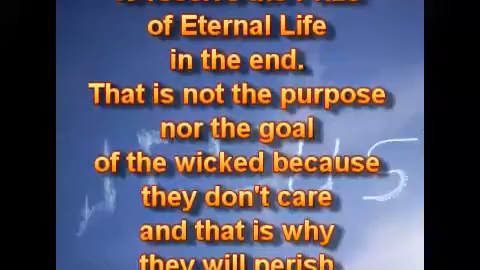 of Eternal Life
in the end.
That is not the purpose
nor the goal
of the wicked because
they don't care
and that is why
they will perish